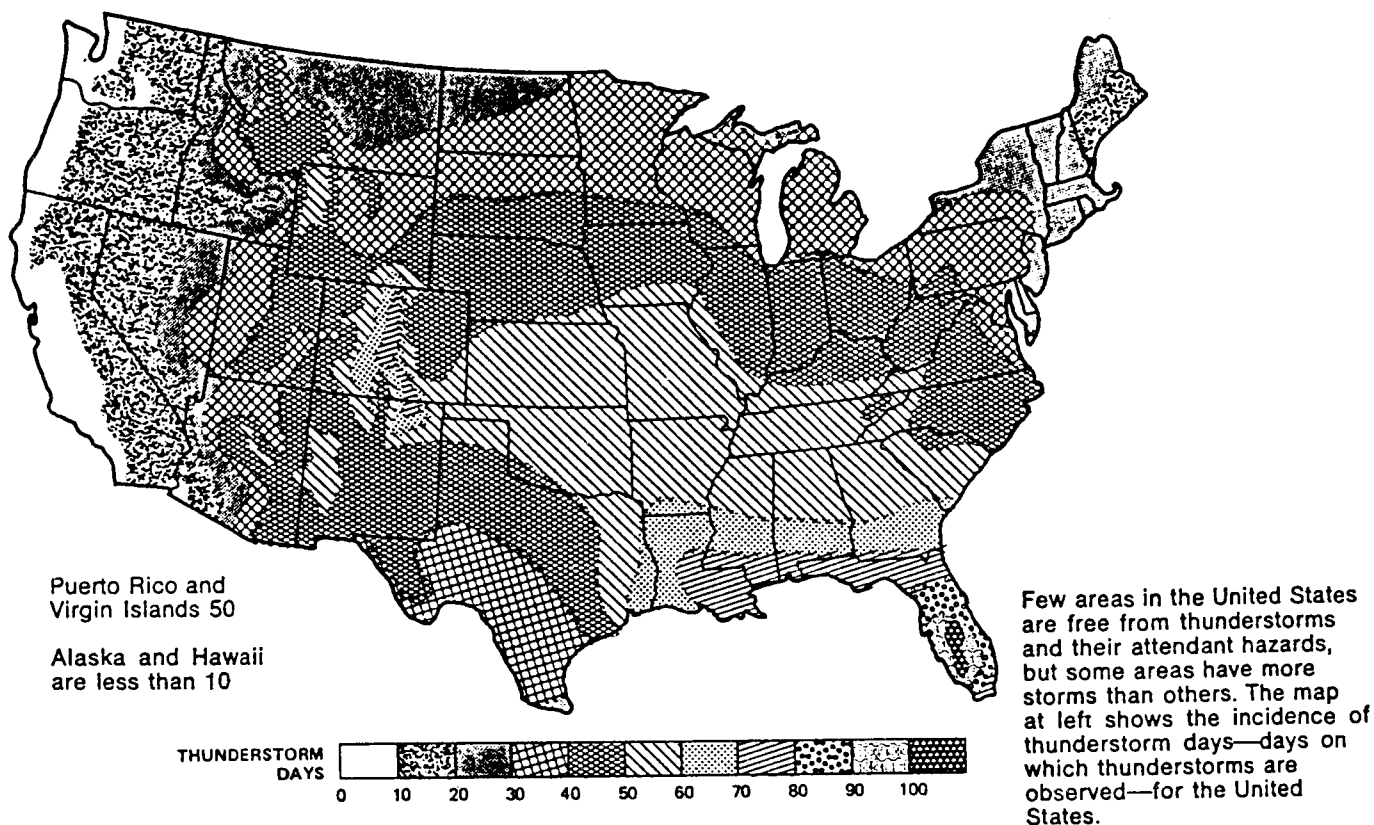 Puerto Rico and
Virgin Islands 50
Alaska and Hawaii
are less than 10
Few areas in the United States
are free from thunderstorms
and their attendant hazards,
but some areas have more
storms than others. The map
at left shows the incidence of
thunderstorm days—days on
which thunderstorms are
observed—for the United
States.
THUNDERSTORM
DAYS
0 10 20 30 40 50 60 70 80 90 100